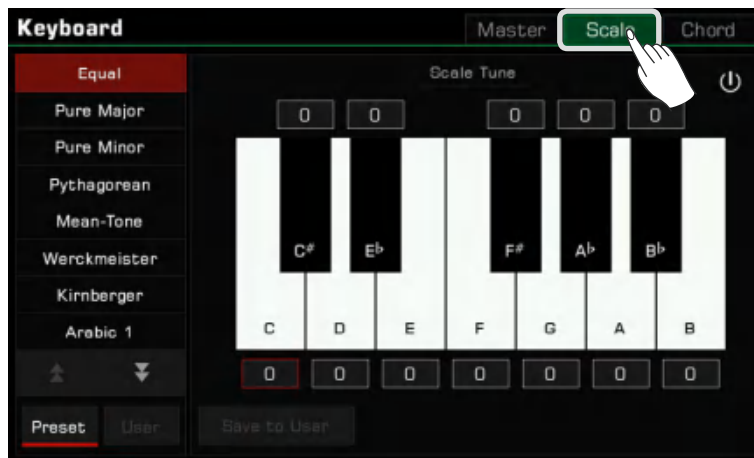 Keyboard Master Scale Chord
Equal
Pure Major
Pure Minor
Pythagorean
Mean-Tone
Werckmeister
Kirnberger
Arabic 1
Preset User
Scale Tune
0 0 0 0 0
C# E♭ F# A♭ B♭
C D E F G A B
0 0 0 0 0 0 0
Save to User